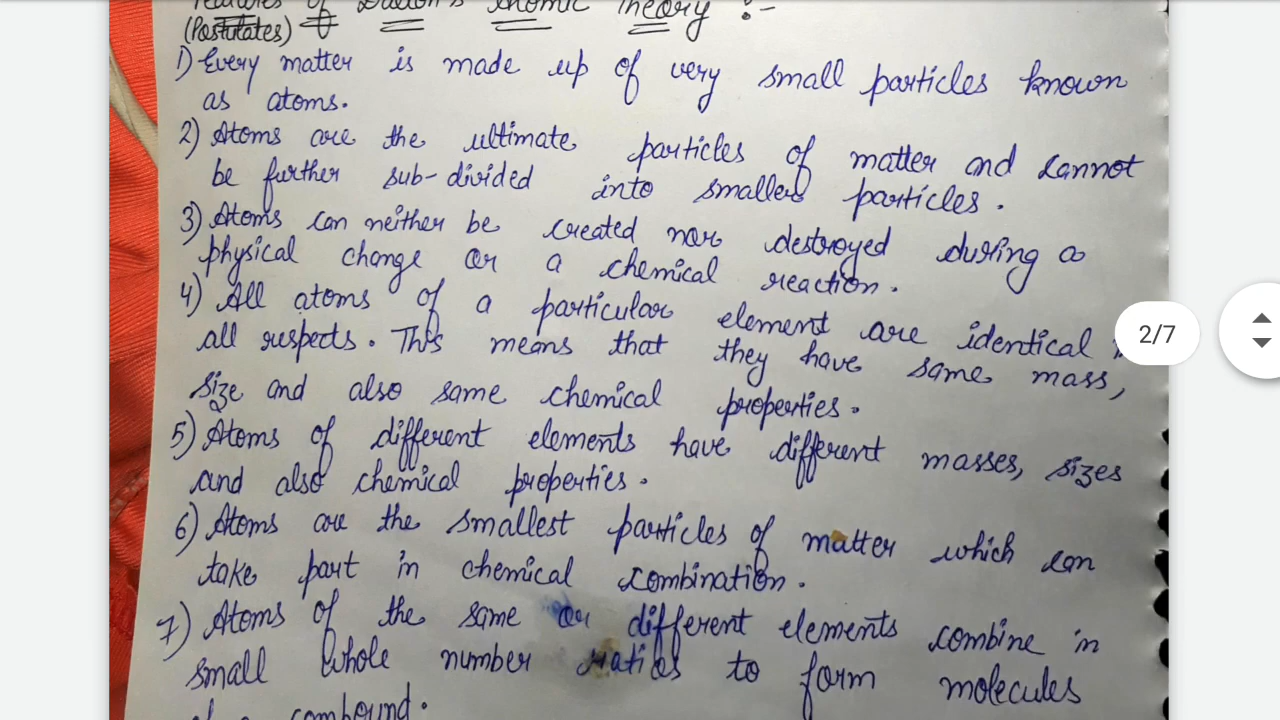 Features of Dalton's Atomic Theory :-
(Postulates)
1) Every matter is made up of very small particles known
as atoms.
2) Atoms are the ultimate particles of matter and cannot
be further sub-divided into smaller particles.
3) Atoms can neither be created nor destroyed during a
physical change or a chemical reaction.
4) All atoms of a particular element are identical
all respects. This means that they have same mass,
size and also same chemical properties.
5) Atoms of different elements have different masses, sizes
and also chemical properties.
6) Atoms are the smallest particles of matter which can
take part in chemical combination.
7) Atoms of the same or different elements combine in
small whole number ratios to form molecules
compound.
2/7